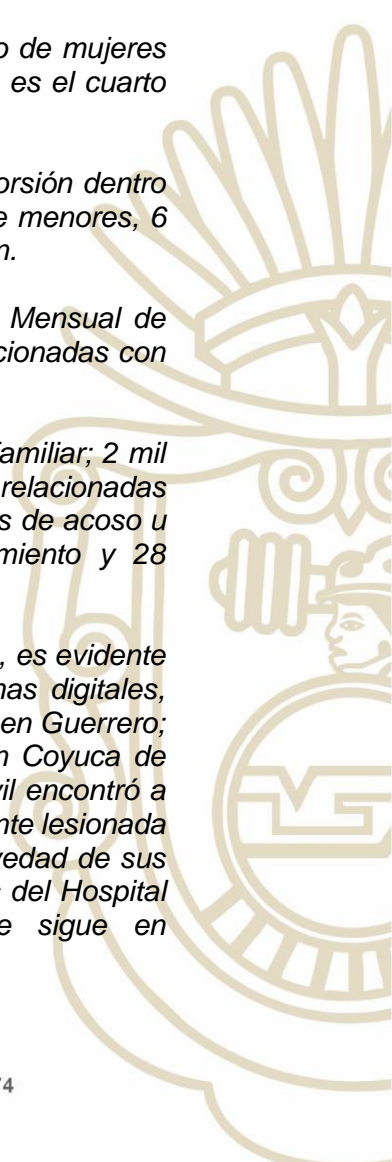 o de mujeres
es el cuarto
orsión dentro
e menores, 6
n.
Mensual de
cionadas con
amiliar; 2 mil
relacionadas
s de acoso u
miento y 28
, es evidente
nas digitales,
en Guerrero;
n Coyuca de
vil encontró a
nte lesionada
vedad de sus
del Hospital
e sigue en
74